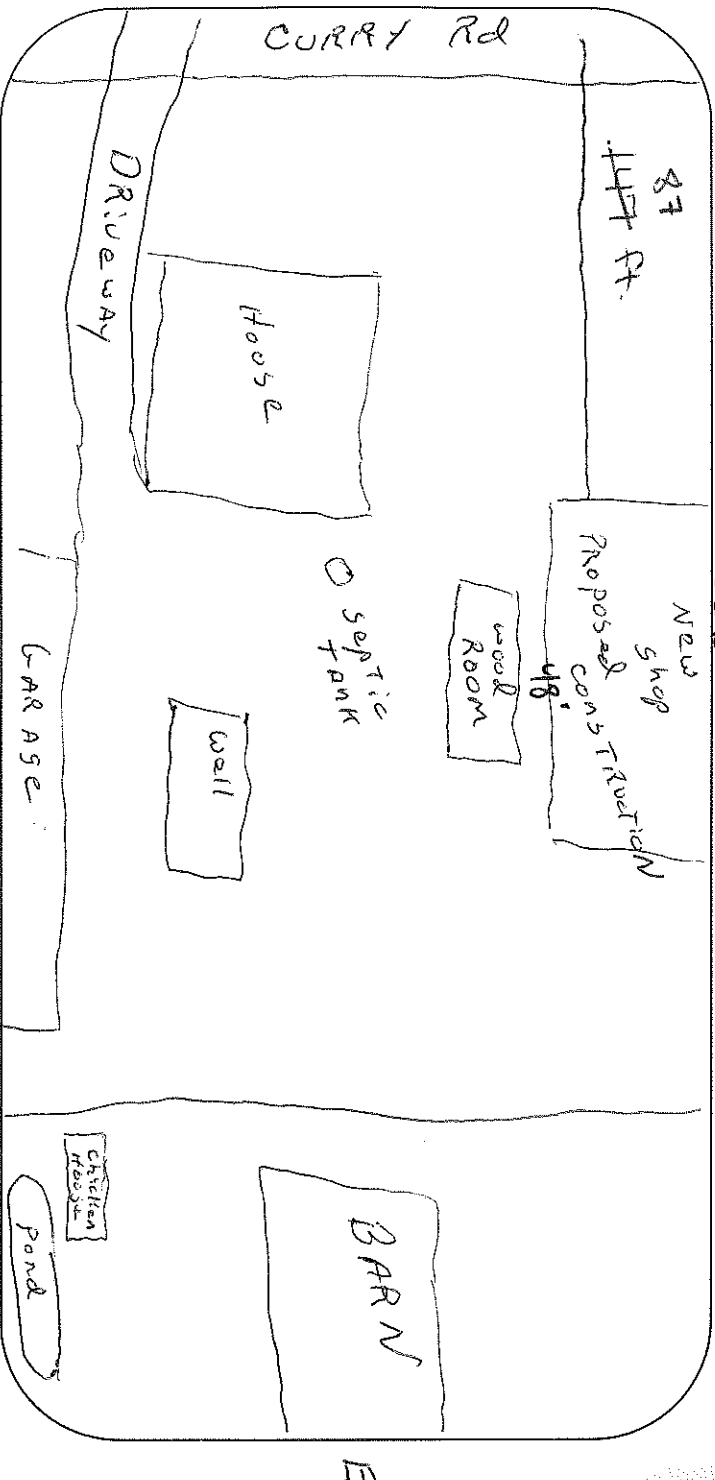 CURRY Rd
87
147 ft.
DRiveWAY
House
New
Shop
PRoposed
consTRuctioN
48'
wood
ROOM
septic
TANK
Well
GARAGE
BARN
Chicken
House
Pond
E